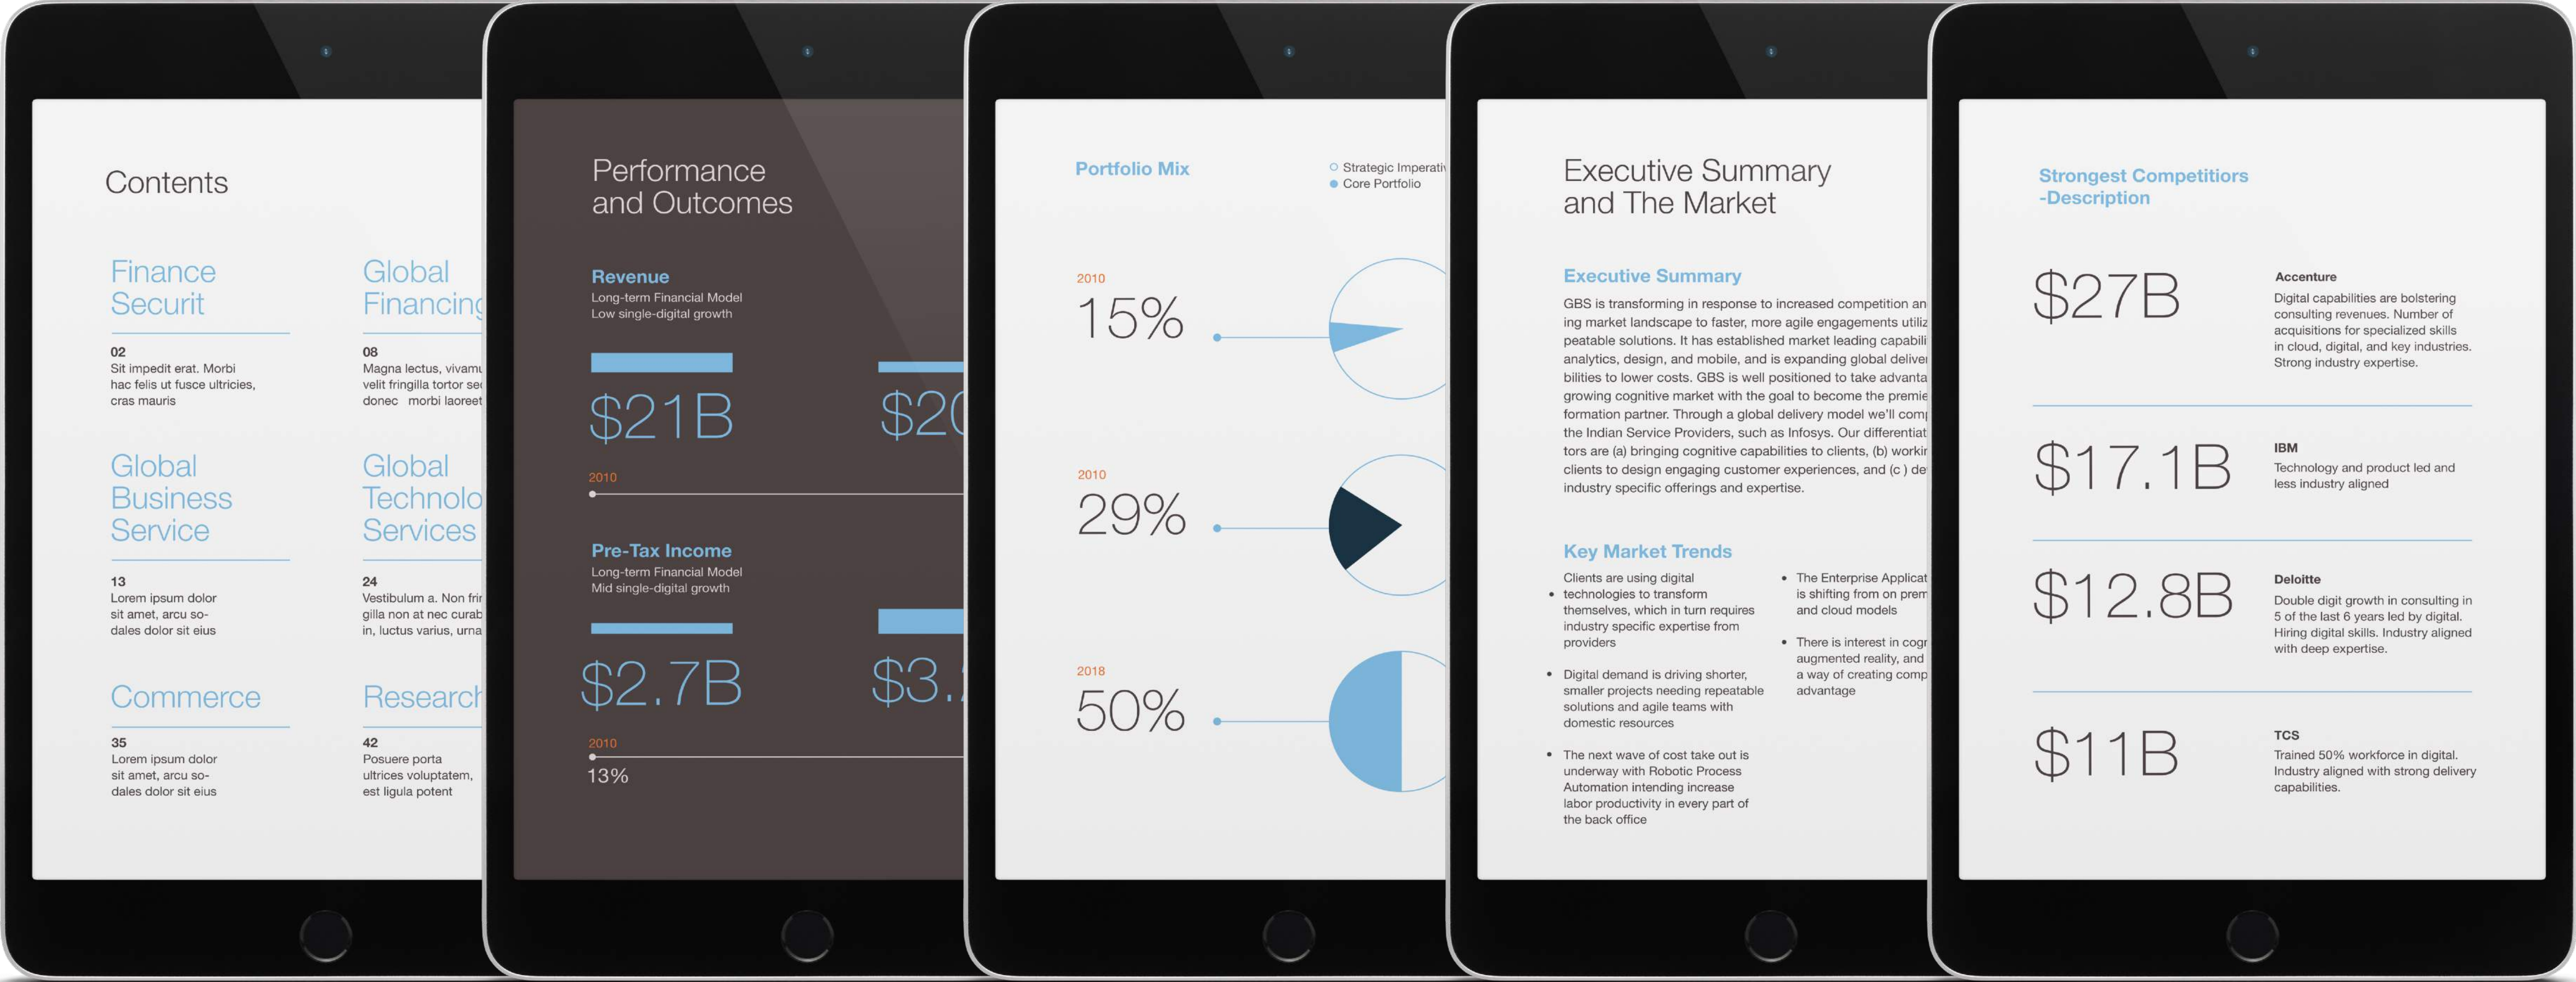 Contents
Finance
Securit
02
Sit impedit erat. Morbi
hac felis ut fusce ultricies,
cras mauris
Global
Financing
08
Magna lectus, vivamu
velit fringilla tortor sed
donec morbi laoreet
Global
Business
Service
13
Lorem ipsum dolor
sit amet, arcu so-
dales dolor sit eius
Global
Technolo
Services
24
Vestibulum a. Non frin
gilla non at nec curab
in, luctus varius, urna
Commerce
35
Lorem ipsum dolor
sit amet, arcu so-
dales dolor sit eius
Research
42
Posuere porta
ultrices voluptatem,
est ligula potent
Performance
and Outcomes
Revenue
Long-term Financial Model
Low single-digital growth
$21B
$20
2010
Pre-Tax Income
Long-term Financial Model
Mid single-digital growth
$2.7B
$3.
2010
13%
Portfolio Mix
Strategic Imperati
Core Portfolio
2010
15%
2010
29%
2018
50%
Executive Summary
and The Market
Executive Summary
GBS is transforming in response to increased competition an
ing market landscape to faster, more agile engagements utiliz
peatable solutions. It has established market leading capabili
analytics, design, and mobile, and is expanding global delive
bilities to lower costs. GBS is well positioned to take advanta
growing cognitive market with the goal to become the premie
formation partner. Through a global delivery model we'll com
the Indian Service Providers, such as Infosys. Our differentiat
tors are (a) bringing cognitive capabilities to clients, (b) workin
clients to design engaging customer experiences, and (c ) de
industry specific offerings and expertise.
Key Market Trends
Clients are using digital
• technologies to transform
themselves, which in turn requires
industry specific expertise from
providers
• Digital demand is driving shorter,
smaller projects needing repeatable
solutions and agile teams with
domestic resources
• The next wave of cost take out is
underway with Robotic Process
Automation intending increase
labor productivity in every part of
the back office
• The Enterprise Applicat
is shifting from on prem
and cloud models
• There is interest in cogn
augmented reality, and
a way of creating comp
advantage
Strongest Competitiors
-Description
$27B
Accenture
Digital capabilities are bolstering
consulting revenues. Number of
acquisitions for specialized skills
in cloud, digital, and key industries.
Strong industry expertise.
$17.1B
IBM
Technology and product led and
less industry aligned
$12.8B
Deloitte
Double digit growth in consulting in
5 of the last 6 years led by digital.
Hiring digital skills. Industry aligned
with deep expertise.
$11B
TCS
Trained 50% workforce in digital.
Industry aligned with strong delivery
capabilities.